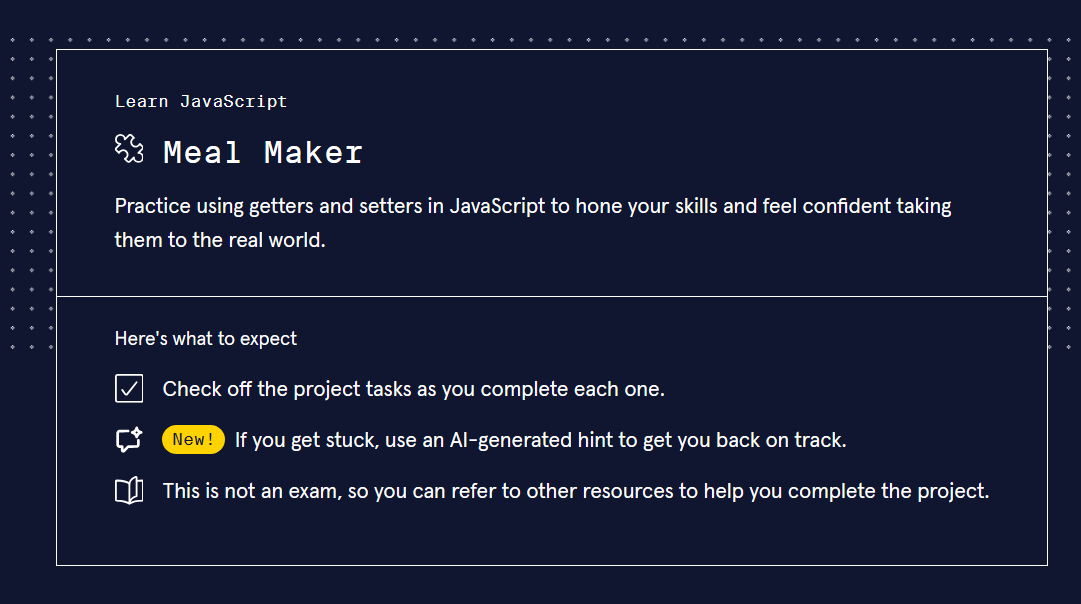 Learn JavaScript
Meal Maker
Practice using getters and setters in JavaScript to hone your skills and feel confident taking
them to the real world.
Here's what to expect
Check off the project tasks as you complete each one.
New! If you get stuck, use an AI-generated hint to get you back on track.
This is not an exam, so you can refer to other resources to help you complete the project.